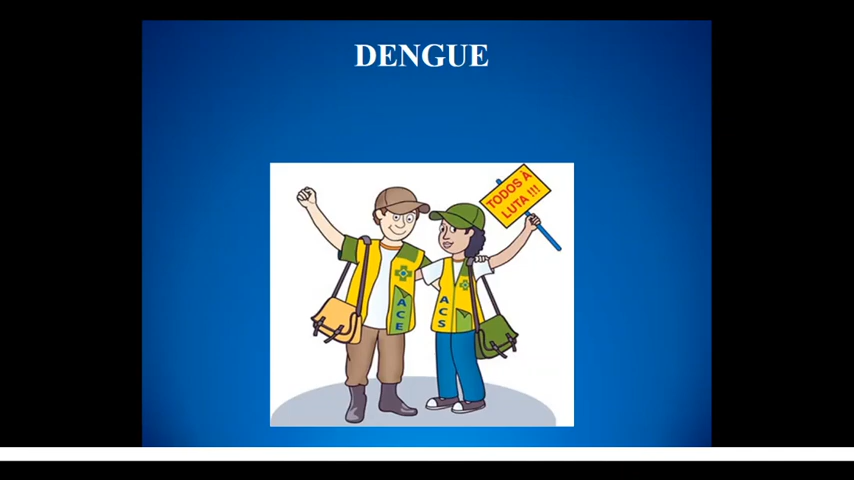 DENGUE
TODOS À
LUTA !!!
ACE
ACS